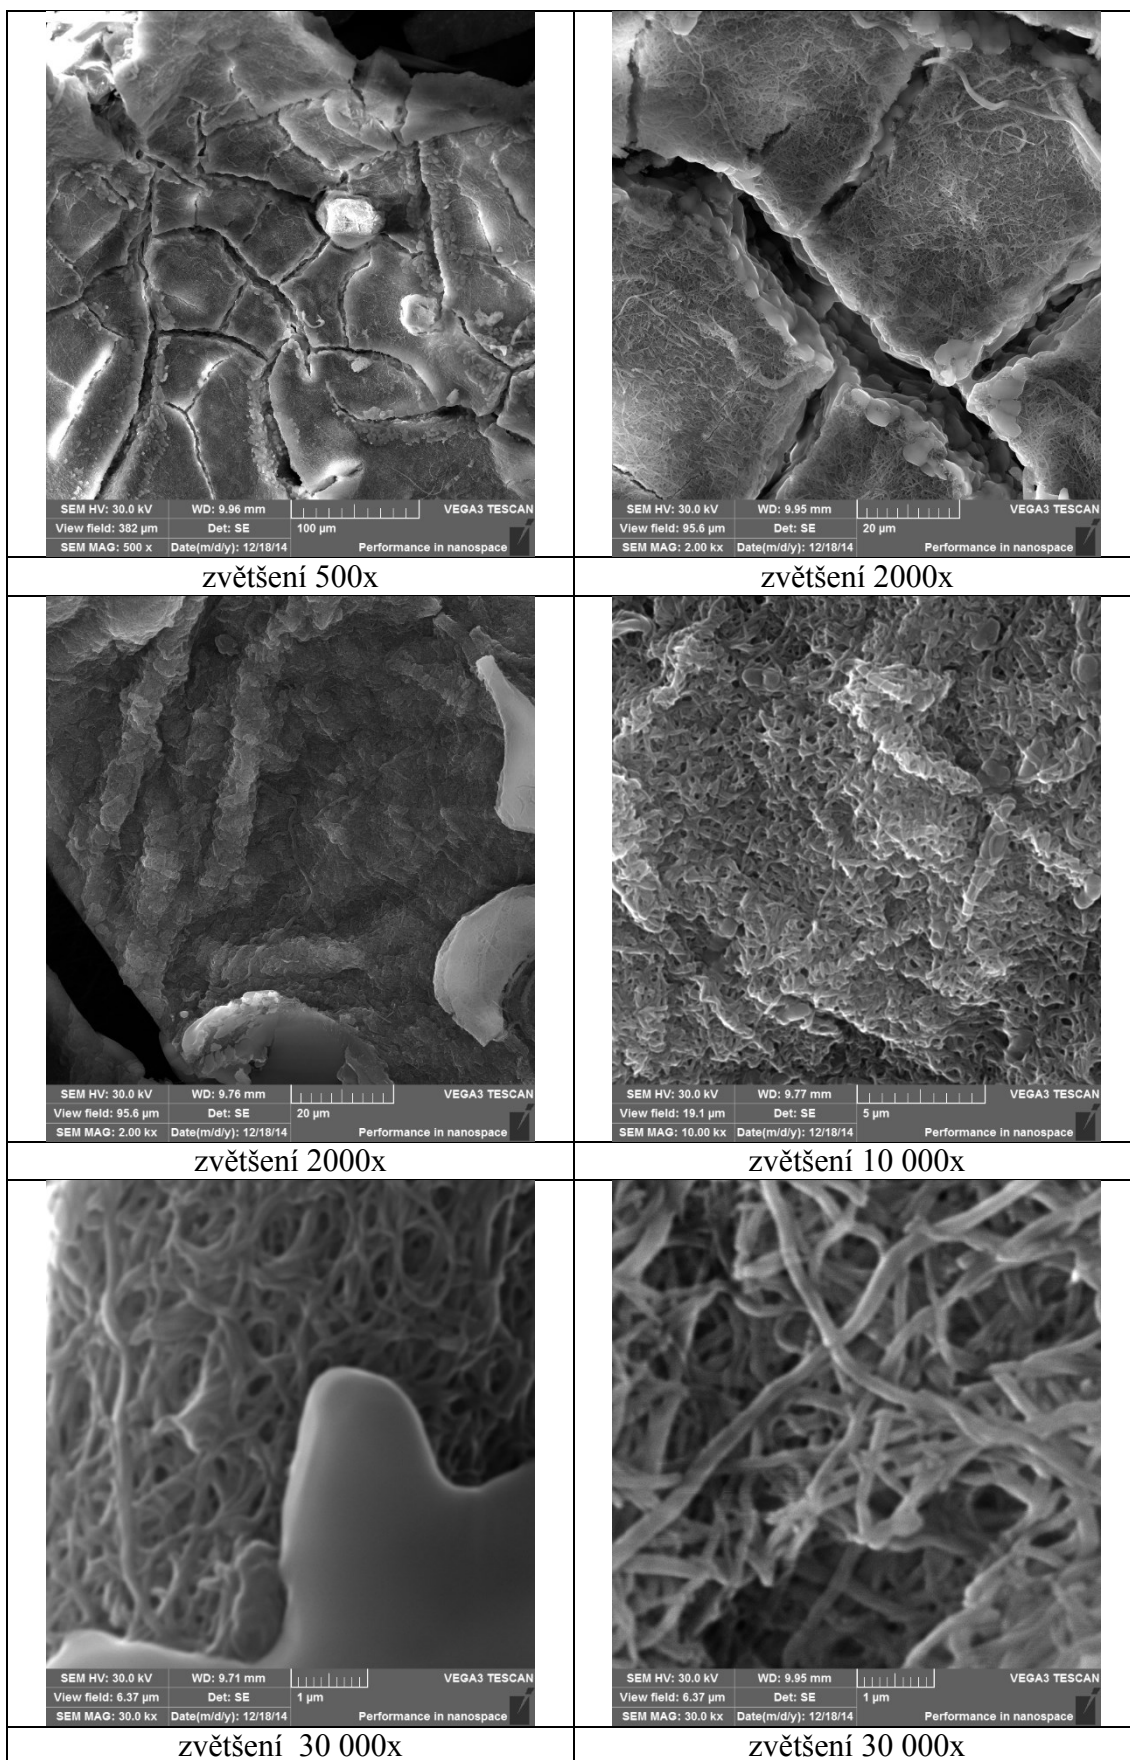 SEM HV: 30.0 kV WD: 9.96 mm VEGA3 TESCAN
View field: 382 µm Det: SE 100 µm
SEM MAG: 500 x Date(m/d/y): 12/18/14 Performance in nanospace
zvětšení 500x
SEM HV: 30.0 kV WD: 9.95 mm VEGA3 TESCAN
View field: 95.6 µm Det: SE 20 µm
SEM MAG: 2.00 kx Date(m/d/y): 12/18/14 Performance in nanospace
zvětšení 2000x
SEM HV: 30.0 kV WD: 9.76 mm VEGA3 TESCAN
View field: 95.6 µm Det: SE 20 µm
SEM MAG: 2.00 kx Date(m/d/y): 12/18/14 Performance in nanospace
zvětšení 2000x
SEM HV: 30.0 kV WD: 9.77 mm VEGA3 TESCAN
View field: 19.1 µm Det: SE 5 µm
SEM MAG: 10.00 kx Date(m/d/y): 12/18/14 Performance in nanospace
zvětšení 10 000x
SEM HV: 30.0 kV WD: 9.71 mm VEGA3 TESCAN
View field: 6.37 µm Det: SE 1 µm
SEM MAG: 30.0 kx Date(m/d/y): 12/18/14 Performance in nanospace
zvětšení 30 000x
SEM HV: 30.0 kV WD: 9.95 mm VEGA3 TESCAN
View field: 6.37 µm Det: SE 1 µm
SEM MAG: 30.0 kx Date(m/d/y): 12/18/14 Performance in nanospace
zvětšení 30 000x